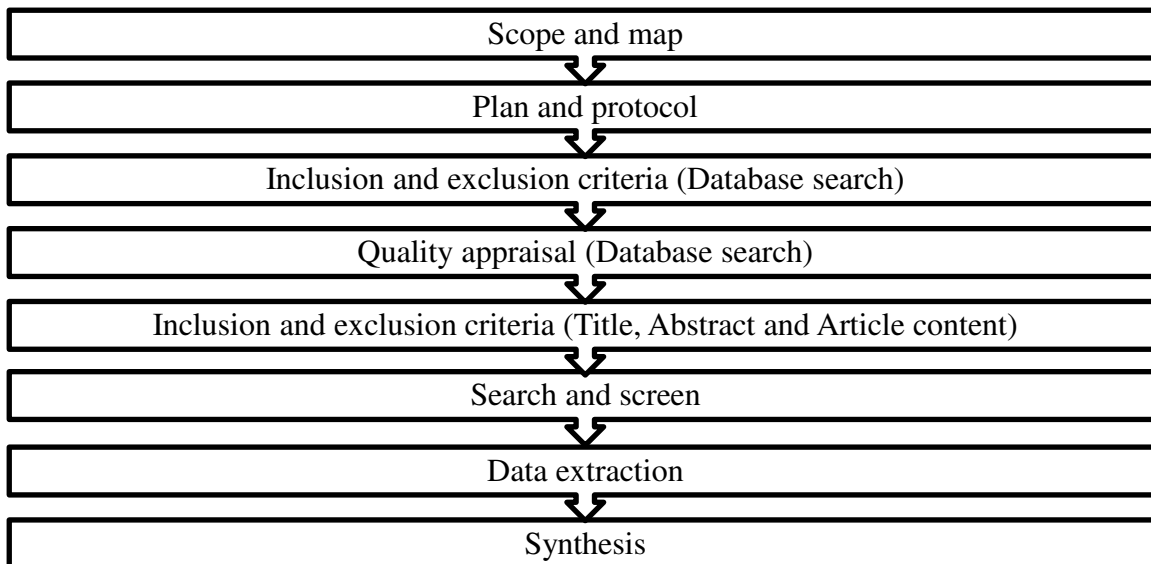 Scope and map
Plan and protocol
Inclusion and exclusion criteria (Database search)
Quality appraisal (Database search)
Inclusion and exclusion criteria (Title, Abstract and Article content)
Search and screen
Data extraction
Synthesis